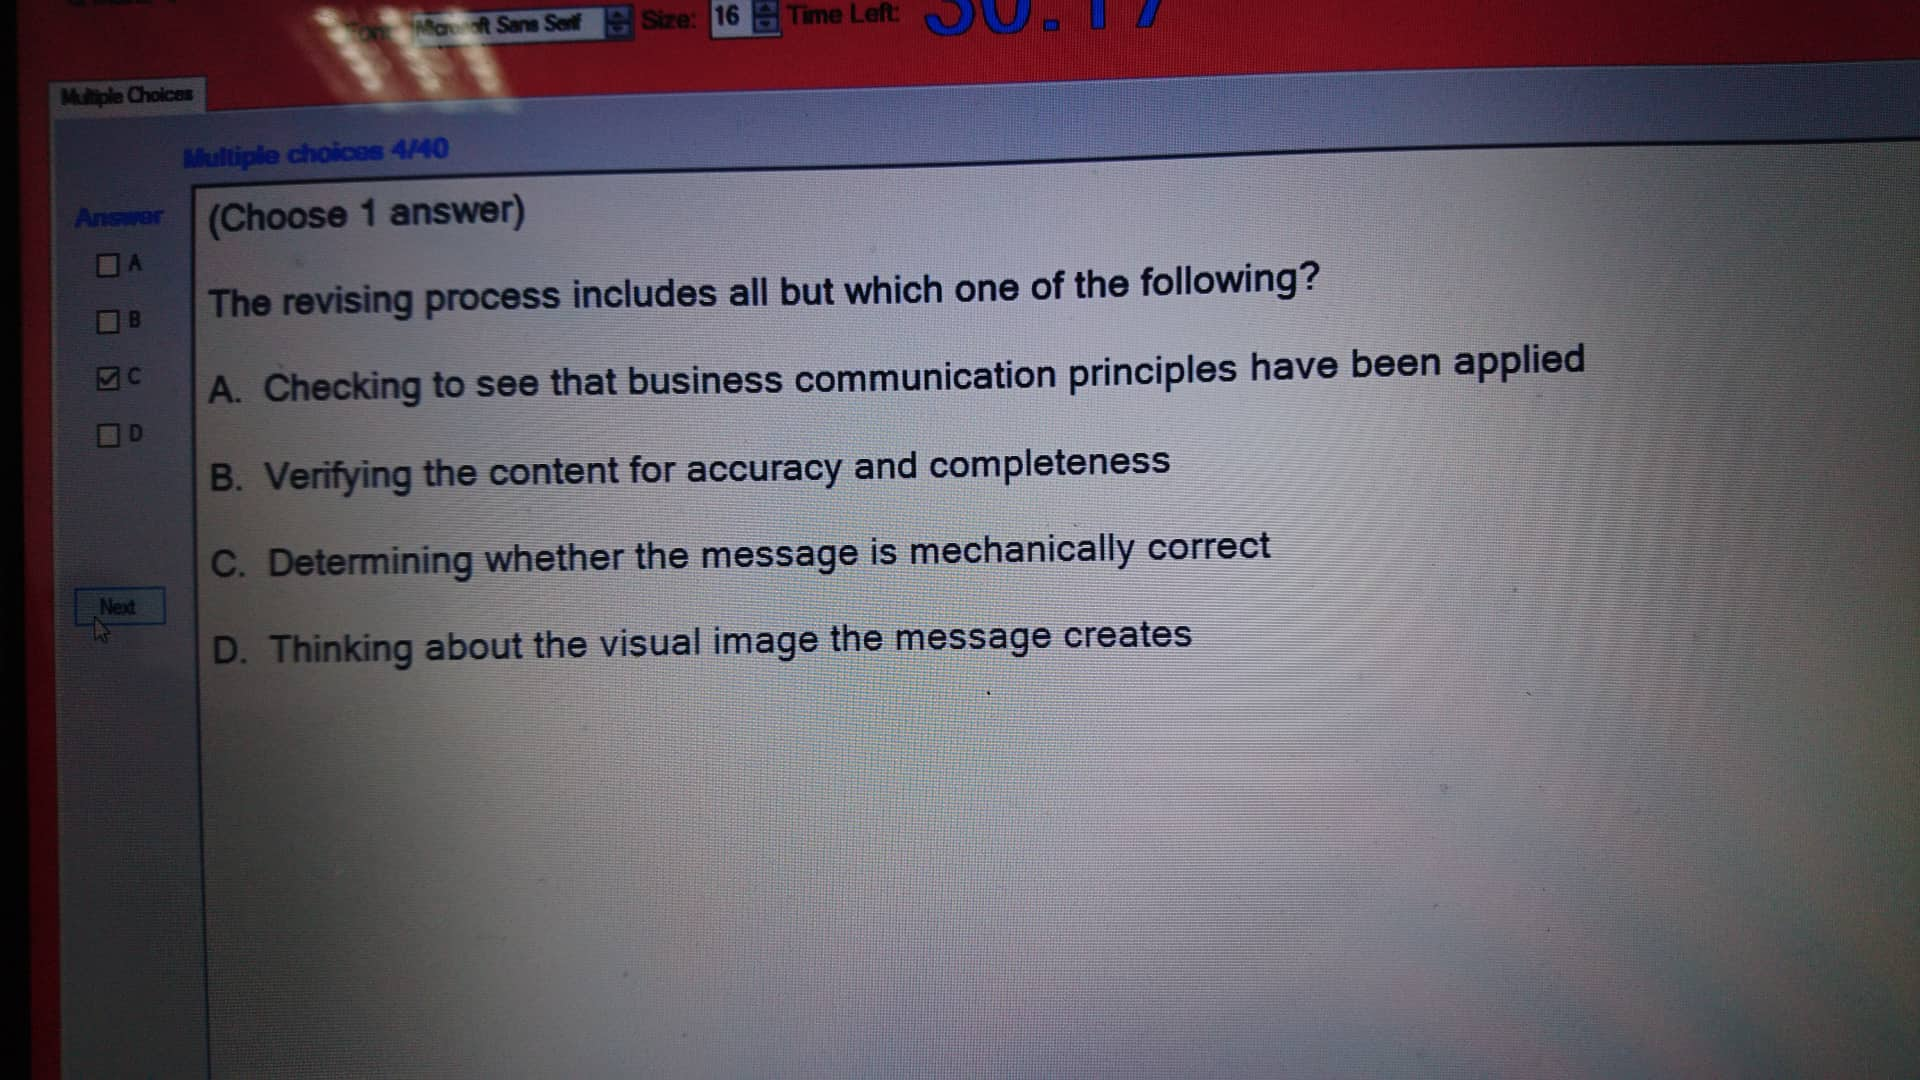 Microsoft Sans Serif Size: 16 Time Left:
Multiple Choices
Multiple choices 4/40
Answer
(Choose 1 answer)
A
The revising process includes all but which one of the following?
B
A. Checking to see that business communication principles have been applied
C
D
B. Verifying the content for accuracy and completeness
C. Determining whether the message is mechanically correct
Next
D. Thinking about the visual image the message creates